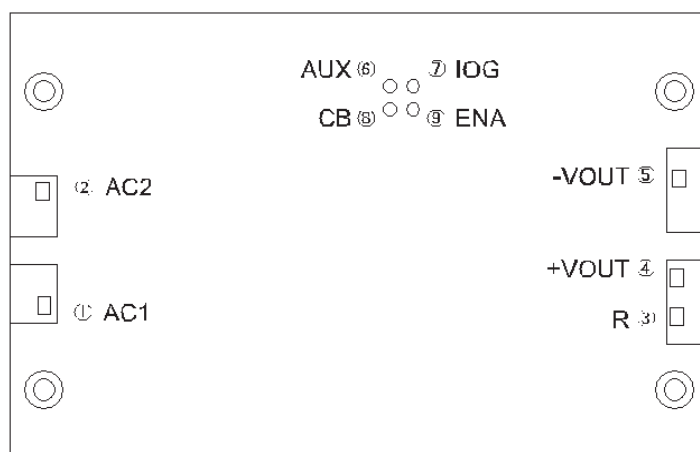 AUX ⑥ ⑦ IOG
CB ⑧ ⑨ ENA
② AC2
-VOUT ⑤
+VOUT ④
① AC1
R ③